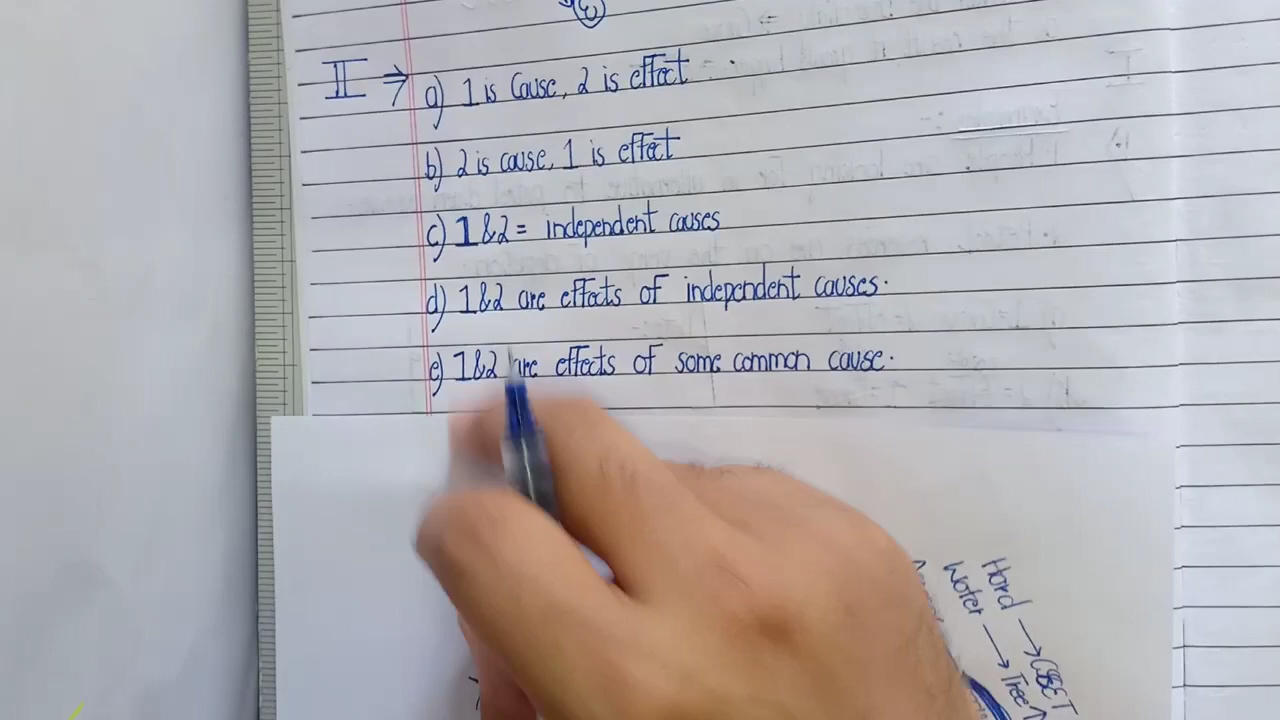 II → a) 1 is Cause, 2 is effect
b) 2 is cause, 1 is effect
c) 1 & 2 = independent causes
d) 1 & 2 are effects of independent causes.
e) 1 & 2 are effects of some common cause.
Hard →
Water → Tree ↑